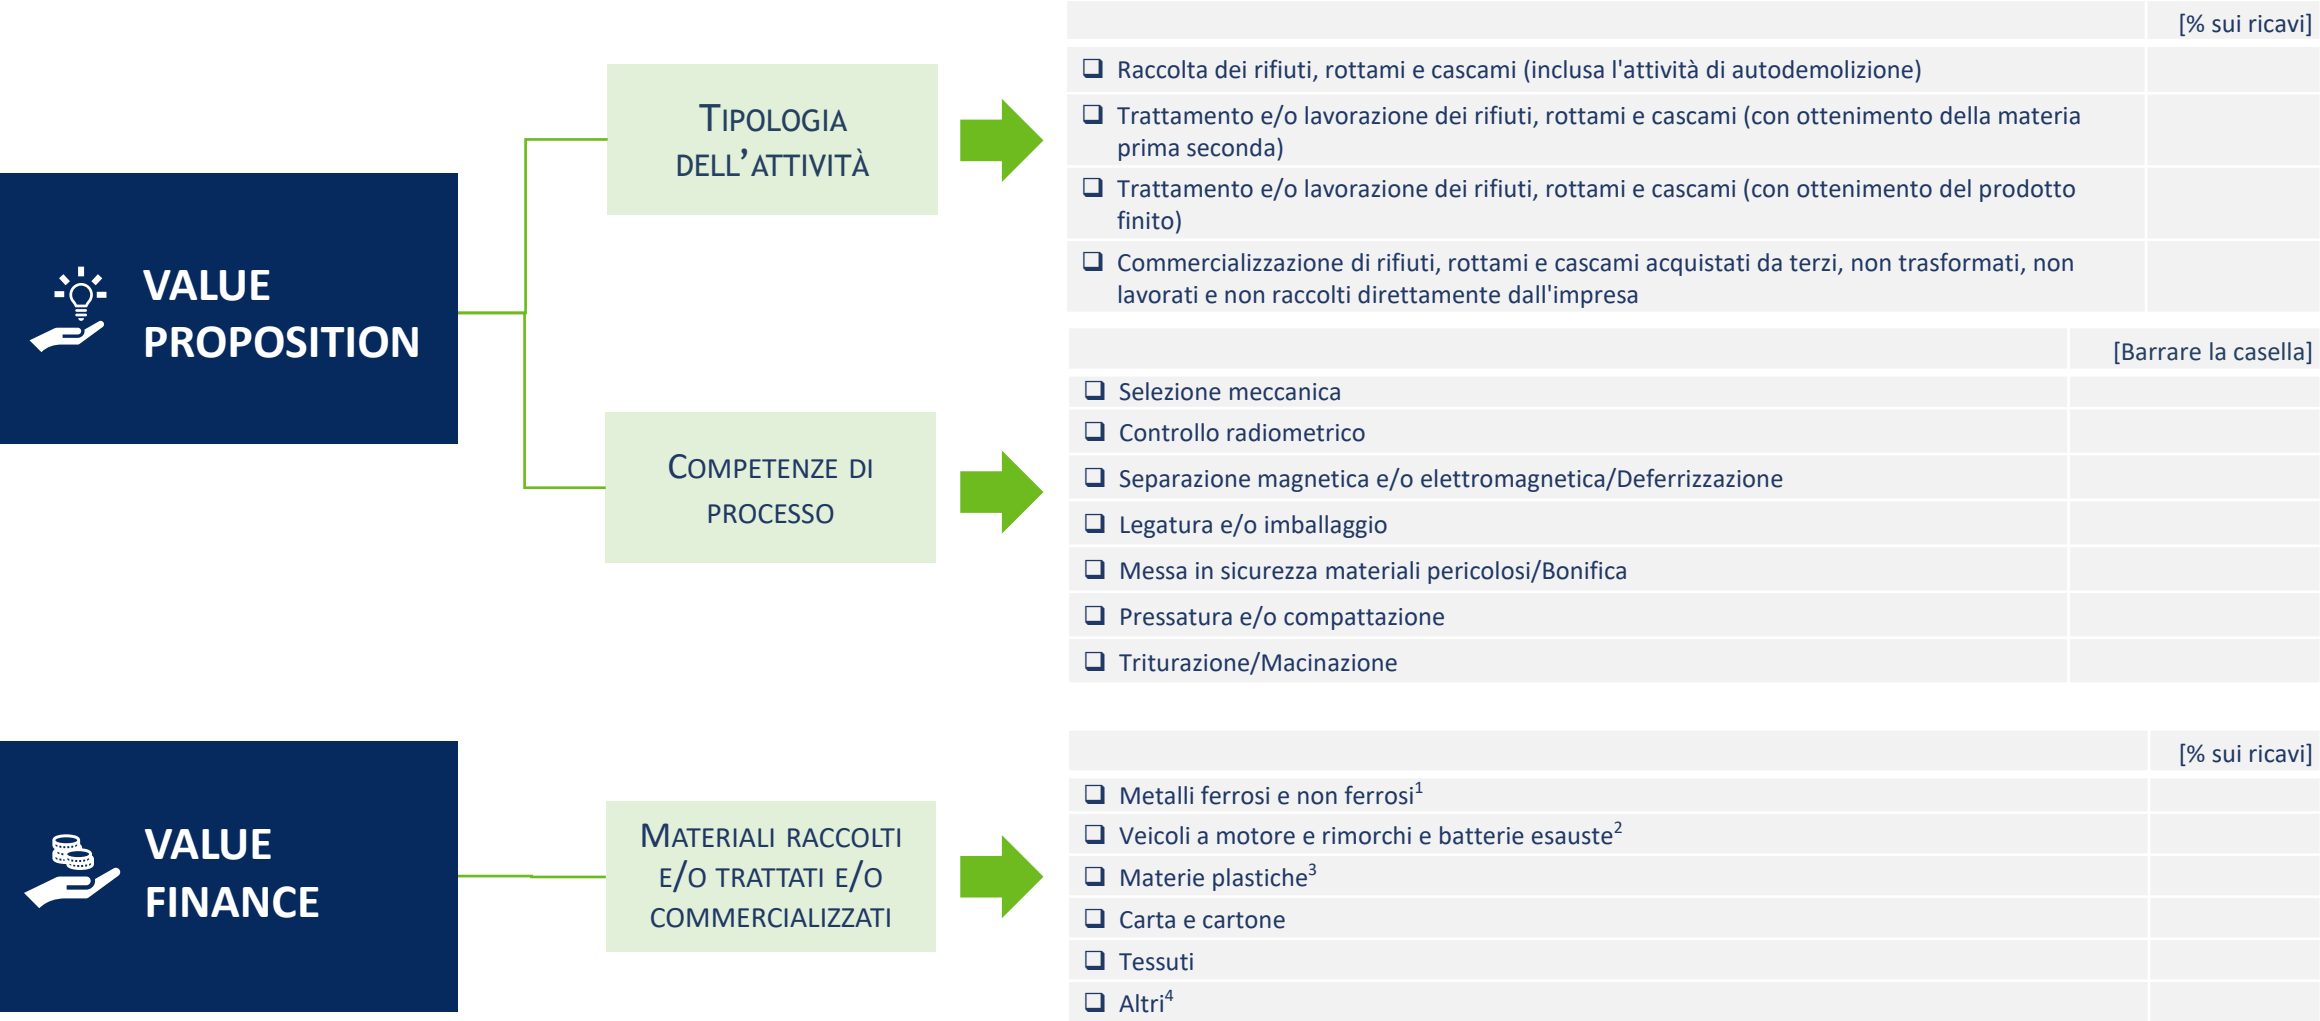 VALUE
PROPOSITION
TIPOLOGIA
DELL'ATTIVITÀ
[% sui ricavi]
❑ Raccolta dei rifiuti, rottami e cascami (inclusa l'attività di autodemolizione)
❑ Trattamento e/o lavorazione dei rifiuti, rottami e cascami (con ottenimento della materia
prima seconda)
❑ Trattamento e/o lavorazione dei rifiuti, rottami e cascami (con ottenimento del prodotto
finito)
❑ Commercializzazione di rifiuti, rottami e cascami acquistati da terzi, non trasformati, non
lavorati e non raccolti direttamente dall'impresa
COMPETENZE DI
PROCESSO
[Barrare la casella]
❑ Selezione meccanica
❑ Controllo radiometrico
❑ Separazione magnetica e/o elettromagnetica/Deferrizzazione
❑ Legatura e/o imballaggio
❑ Messa in sicurezza materiali pericolosi/Bonifica
❑ Pressatura e/o compattazione
❑ Triturazione/Macinazione
VALUE
FINANCE
MATERIALI RACCOLTI
E/O TRATTATI E/O
COMMERCIALIZZATI
[% sui ricavi]
❑ Metalli ferrosi e non ferrosi¹
❑ Veicoli a motore e rimorchi e batterie esauste²
❑ Materie plastiche³
❑ Carta e cartone
❑ Tessuti
❑ Altri⁴